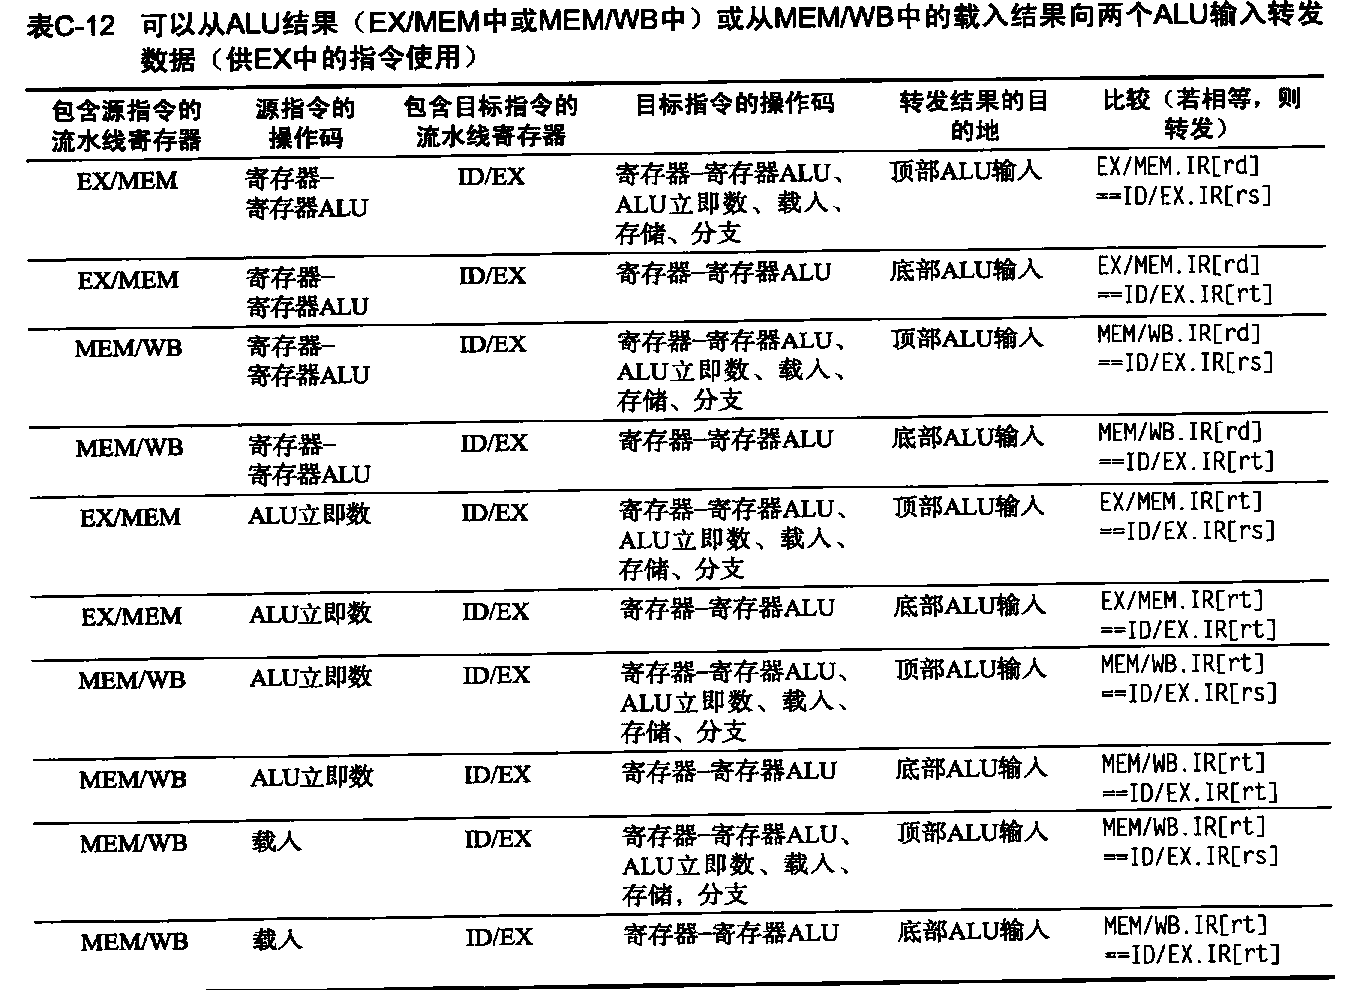 表C-12 可以从ALU结果（EX/MEM中或MEM/WB中）或从MEM/WB中的载入结果向两个ALU输入转发
数据（供EX中的指令使用）
包含源指令的 源指令的 包含目标指令的 目标指令的操作码 转发结果的目 比较（若相等，则
流水线寄存器 操作码 流水线寄存器 的地 转发）
EX/MEM 寄存器– ID/EX 寄存器–寄存器ALU、 顶部ALU输入 EX/MEM.IR[rd]
寄存器ALU ALU立即数、载入、 ==ID/EX.IR[rs]
存储、分支
EX/MEM 寄存器– ID/EX 寄存器–寄存器ALU 底部ALU输入 EX/MEM.IR[rd]
寄存器ALU ==ID/EX.IR[rt]
MEM/WB 寄存器– ID/EX 寄存器–寄存器ALU、 顶部ALU输入 MEM/WB.IR[rd]
寄存器ALU ALU立即数、载入、 ==ID/EX.IR[rs]
存储、分支
MEM/WB 寄存器– ID/EX 寄存器–寄存器ALU 底部ALU输入 MEM/WB.IR[rd]
寄存器ALU ==ID/EX.IR[rt]
EX/MEM ALU立即数 ID/EX 寄存器–寄存器ALU、 顶部ALU输入 EX/MEM.IR[rt]
ALU立即数、载入、 ==ID/EX.IR[rs]
存储、分支
EX/MEM ALU立即数 ID/EX 寄存器–寄存器ALU 底部ALU输入 EX/MEM.IR[rt]
==ID/EX.IR[rt]
MEM/WB ALU立即数 ID/EX 寄存器–寄存器ALU、 顶部ALU输入 MEM/WB.IR[rt]
ALU立即数、载入、 ==ID/EX.IR[rs]
存储、分支
MEM/WB ALU立即数 ID/EX 寄存器–寄存器ALU 底部ALU输入 MEM/WB.IR[rt]
==ID/EX.IR[rt]
MEM/WB 载入 ID/EX 寄存器–寄存器ALU、 顶部ALU输入 MEM/WB.IR[rt]
ALU立即数、载入、 ==ID/EX.IR[rs]
存储，分支
MEM/WB 载入 ID/EX 寄存器–寄存器ALU 底部ALU输入 MEM/WB.IR[rt]
==ID/EX.IR[rt]